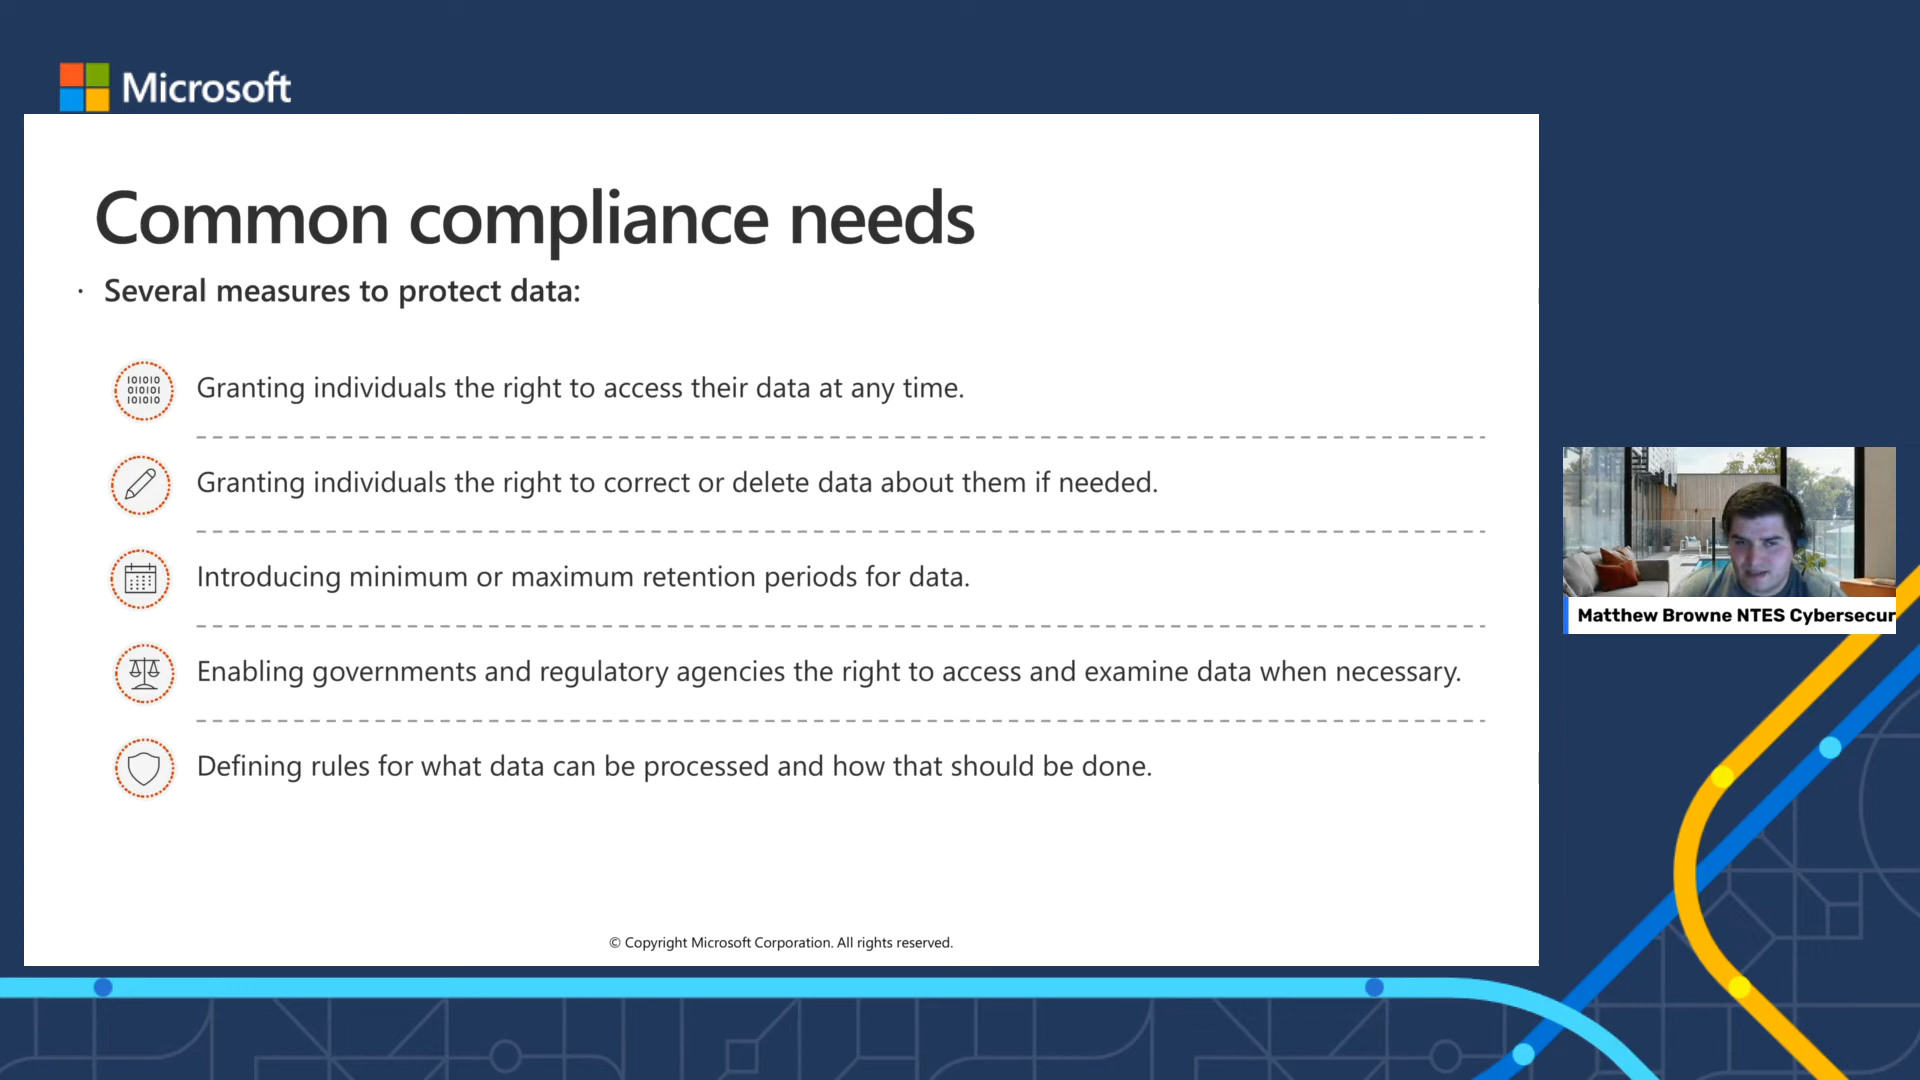 Microsoft
Common compliance needs
· Several measures to protect data:
101010
010101
101010
Granting individuals the right to access their data at any time.
Granting individuals the right to correct or delete data about them if needed.
Introducing minimum or maximum retention periods for data.
Enabling governments and regulatory agencies the right to access and examine data when necessary.
Defining rules for what data can be processed and how that should be done.
Matthew Browne NTES Cybersecur
© Copyright Microsoft Corporation. All rights reserved.